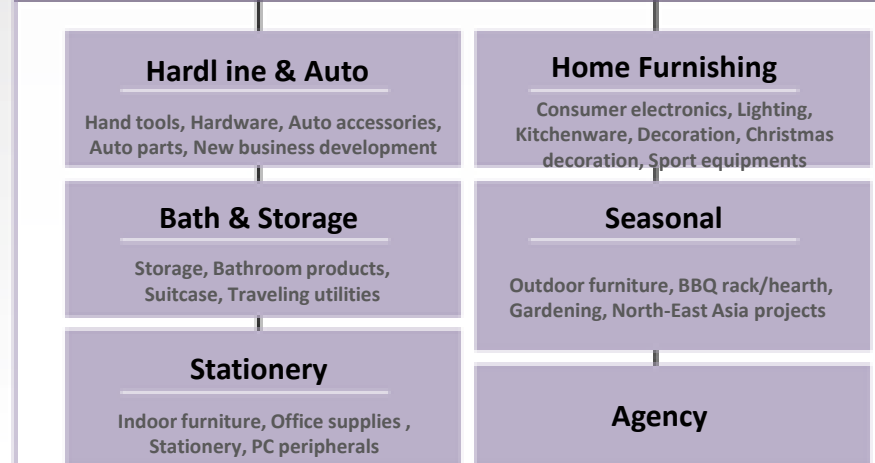 Hardl ine & Auto
Hand tools, Hardware, Auto accessories,
Auto parts, New business development
Bath & Storage
Storage, Bathroom products,
Suitcase, Traveling utilities
Stationery
Indoor furniture, Office supplies ,
Stationery, PC peripherals
Home Furnishing
Consumer electronics, Lighting,
Kitchenware, Decoration, Christmas
decoration, Sport equipments
Seasonal
Outdoor furniture, BBQ rack/hearth,
Gardening, North-East Asia projects
Agency